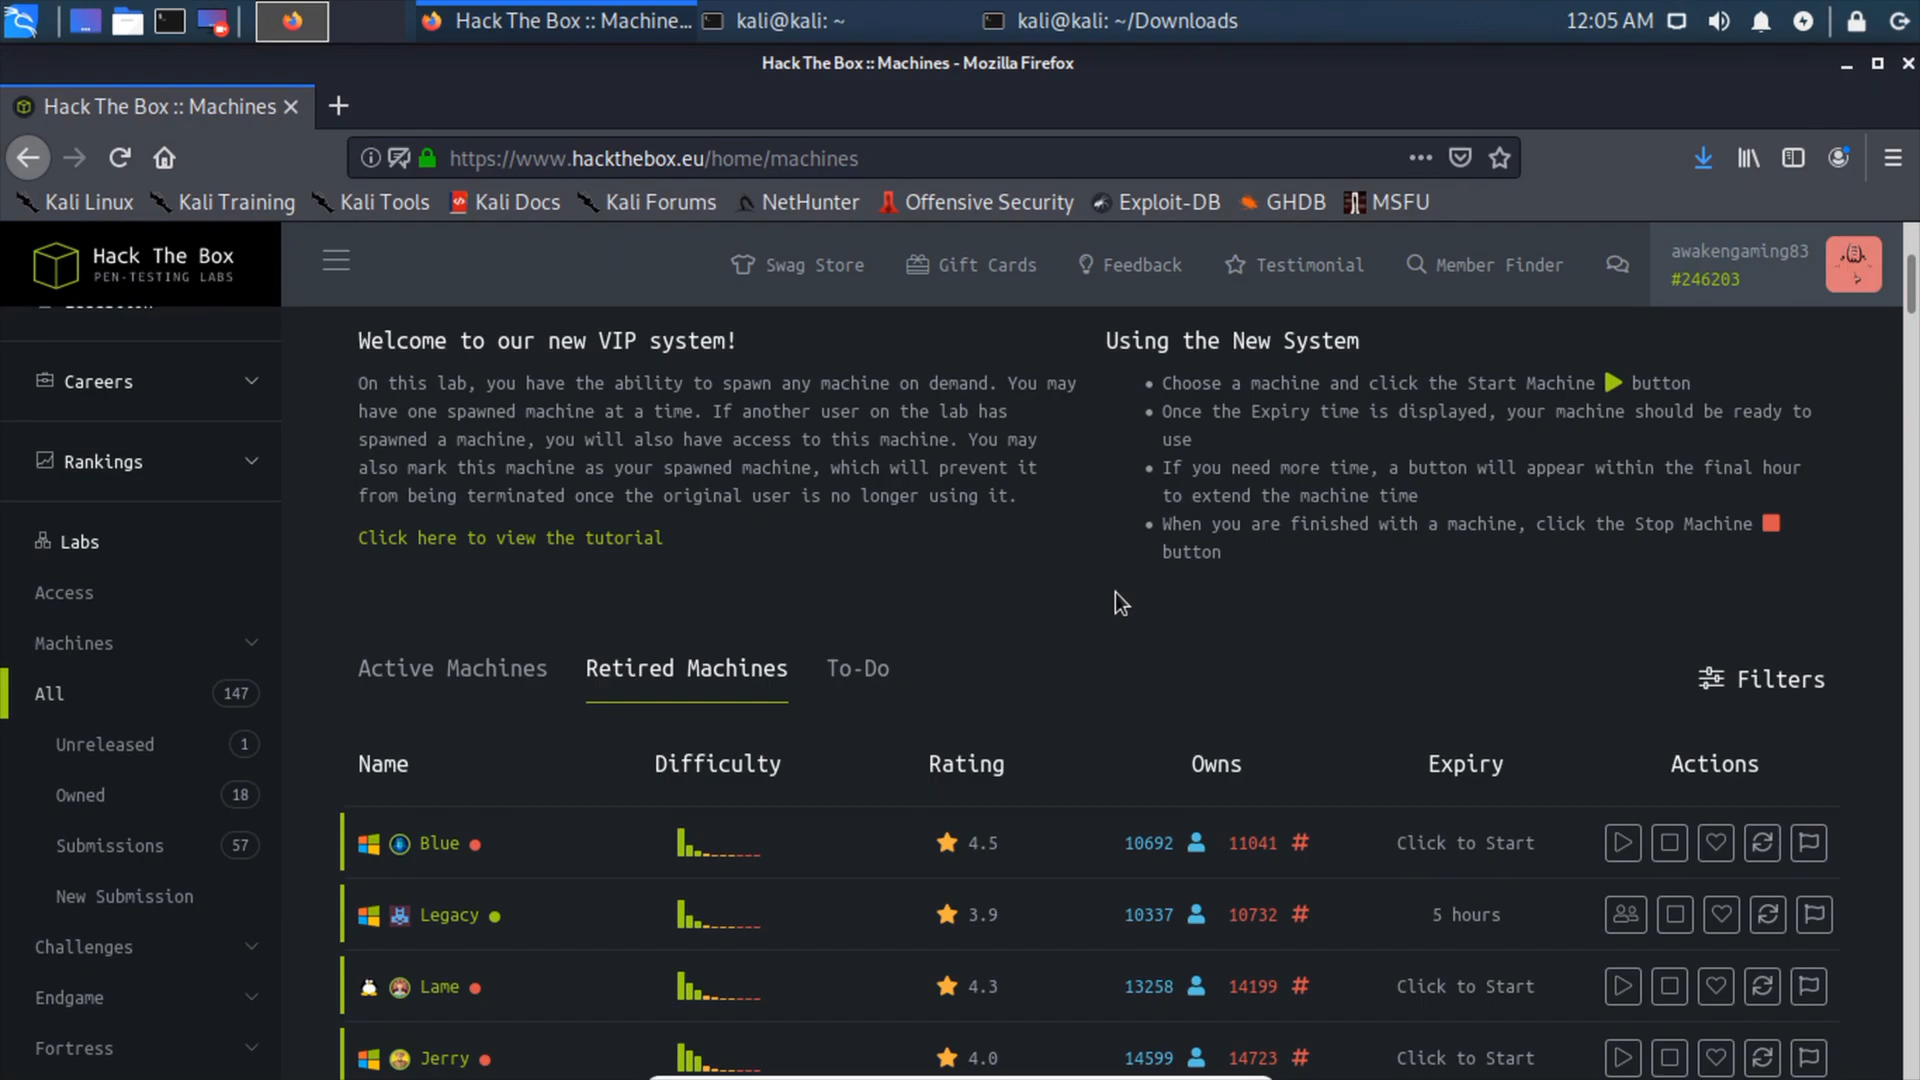 Hack The Box :: Machine...
kali@kali: ~
kali@kali: ~/Downloads
12:05 AM
Hack The Box :: Machines - Mozilla Firefox
Hack The Box :: Machines
https://www.hackthebox.eu/home/machines
Kali Linux
Kali Training
Kali Tools
Kali Docs
Kali Forums
NetHunter
Offensive Security
Exploit-DB
GHDB
MSFU
Hack The Box
PEN-TESTING LABS
Swag Store
Gift Cards
Feedback
Testimonial
Member Finder
awakengaming83
#246203
Careers
Rankings
Labs
Access
Machines
All 147
Unreleased 1
Owned 18
Submissions 57
New Submission
Challenges
Endgame
Fortress
Welcome to our new VIP system!
On this lab, you have the ability to spawn any machine on demand. You may
have one spawned machine at a time. If another user on the lab has
spawned a machine, you will also have access to this machine. You may
also mark this machine as your spawned machine, which will prevent it
from being terminated once the original user is no longer using it.
Click here to view the tutorial
Using the New System
• Choose a machine and click the Start Machine button
• Once the Expiry time is displayed, your machine should be ready to
use
• If you need more time, a button will appear within the final hour
to extend the machine time
• When you are finished with a machine, click the Stop Machine
button
Active Machines
Retired Machines
To-Do
Filters
Name Difficulty Rating Owns Expiry Actions
Blue 4.5 10692 11041 # Click to Start
Legacy 3.9 10337 10732 # 5 hours
Lame 4.3 13258 14199 # Click to Start
Jerry 4.0 14599 14723 # Click to Start